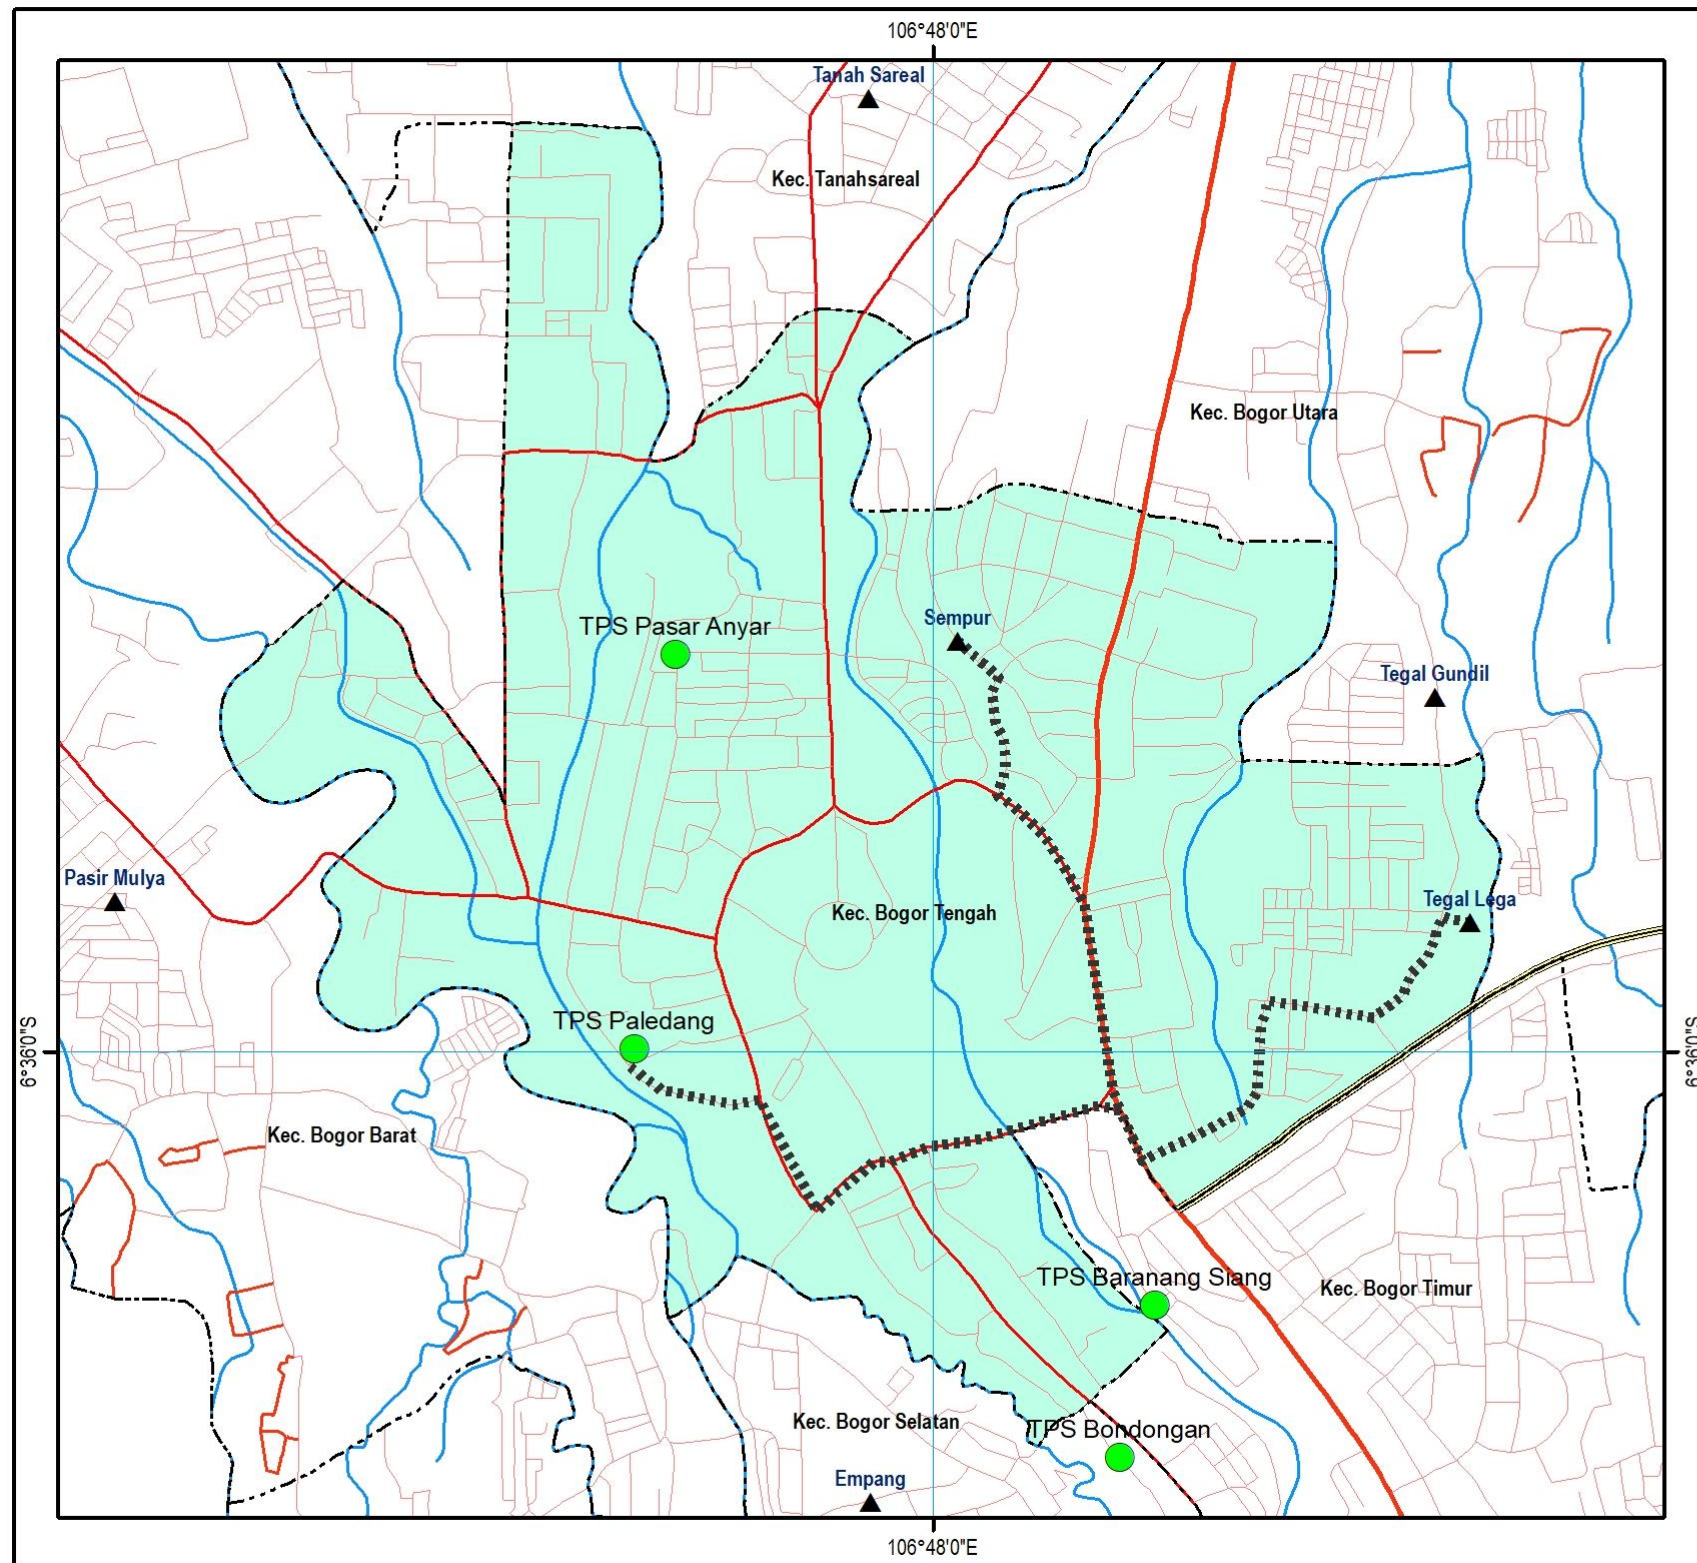 106°48'0"E
Tanah Sareal
Kec. Tanahsareal
Kec. Bogor Utara
TPS Pasar Anyar
Sempur
Tegal Gundil
Pasir Mulya
Tegal Lega
Kec. Bogor Tengah
TPS Paledang
6°36'0"S
6°36'0"S
Kec. Bogor Barat
TPS Baranang Siang
Kec. Bogor Timur
Kec. Bogor Selatan
TPS Bondongan
Empang
106°48'0"E